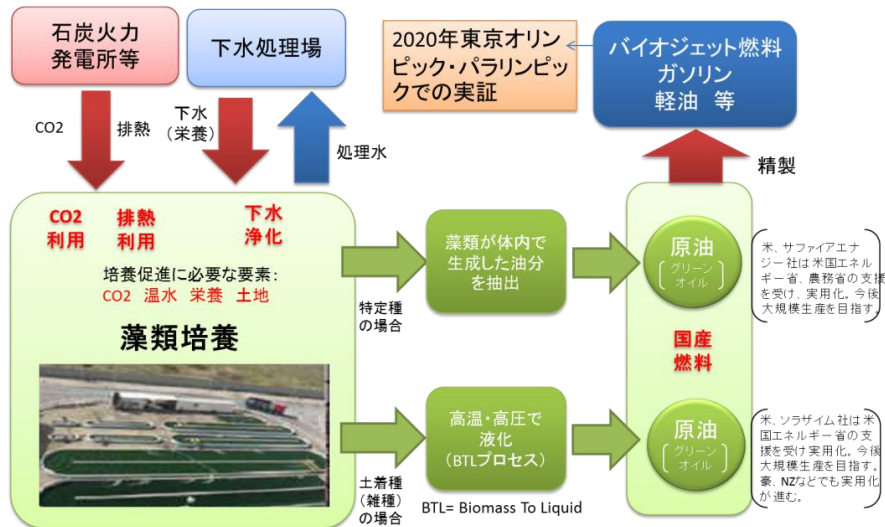 石炭火力
発電所等
下水処理場
2020年東京オリン
ピック・パラリンピッ
クでの実証
バイオジェット燃料
ガソリン
軽油 等
CO2
排熱
下水
(栄養)
処理水
精製
CO2
利用
排熱
利用
下水
浄化
培養促進に必要な要素:
CO2 温水 栄養 土地
藻類培養
特定種
の場合
藻類が体内で
生成した油分
を抽出
原油
グリーン
オイル
米、サファイアエナ
ジー社は米国エネル
ギー省、農務省の支援
を受け、実用化。今後
大規模生産を目指す。
国産
燃料
土着種
(雑種)
の場合
高温・高圧で
液化
(BTLプロセス)
BTL= Biomass To Liquid
原油
グリーン
オイル
米、ソラザイム社は米
国エネルギー省の支
援を受け実用化。今後
大規模生産を目指す。
豪、NZなどでも実用化
が進む。